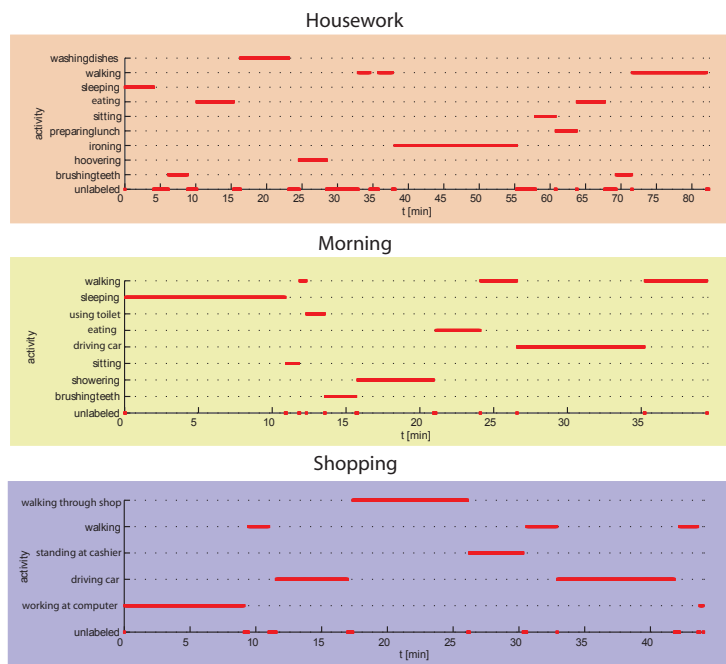 Housework
activity
washingdishes
walking
sleeping
eating
sitting
preparinglunch
ironing
hoovering
brushingteeth
unlabeled
0 5 10 15 20 25 30 35 40 45 50 55 60 65 70 75 80
t [min]
Morning
activity
walking
sleeping
using toilet
eating
driving car
sitting
showering
brushingteeth
unlabeled
0 5 10 15 20 25 30 35
t [min]
Shopping
activity
walking through shop
walking
standing at cashier
driving car
working at computer
unlabeled
0 5 10 15 20 25 30 35 40
t [min]